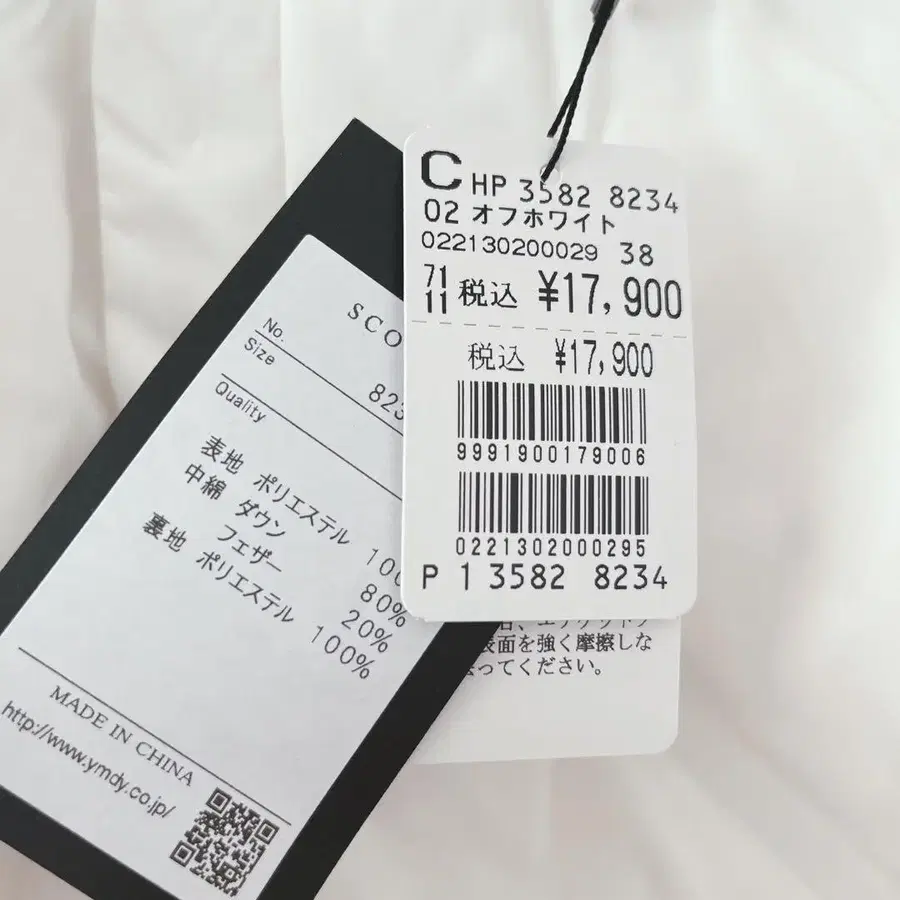 C HP 3582 8234
02 オフホワイト
022130200029 38
71
11 税込 ¥17,900
税込 ¥17,900
9991900179006
0221302000295
P 1 3582 8234
SCO
No.
Size 823
Quality
表地 ポリエステル 100
中綿 ダウン 80%
フェザー 20%
裏地 ポリエステル 100%
MADE IN CHINA
http://www.ymdy.co.jp/
表面を強く摩擦しな
ってください。